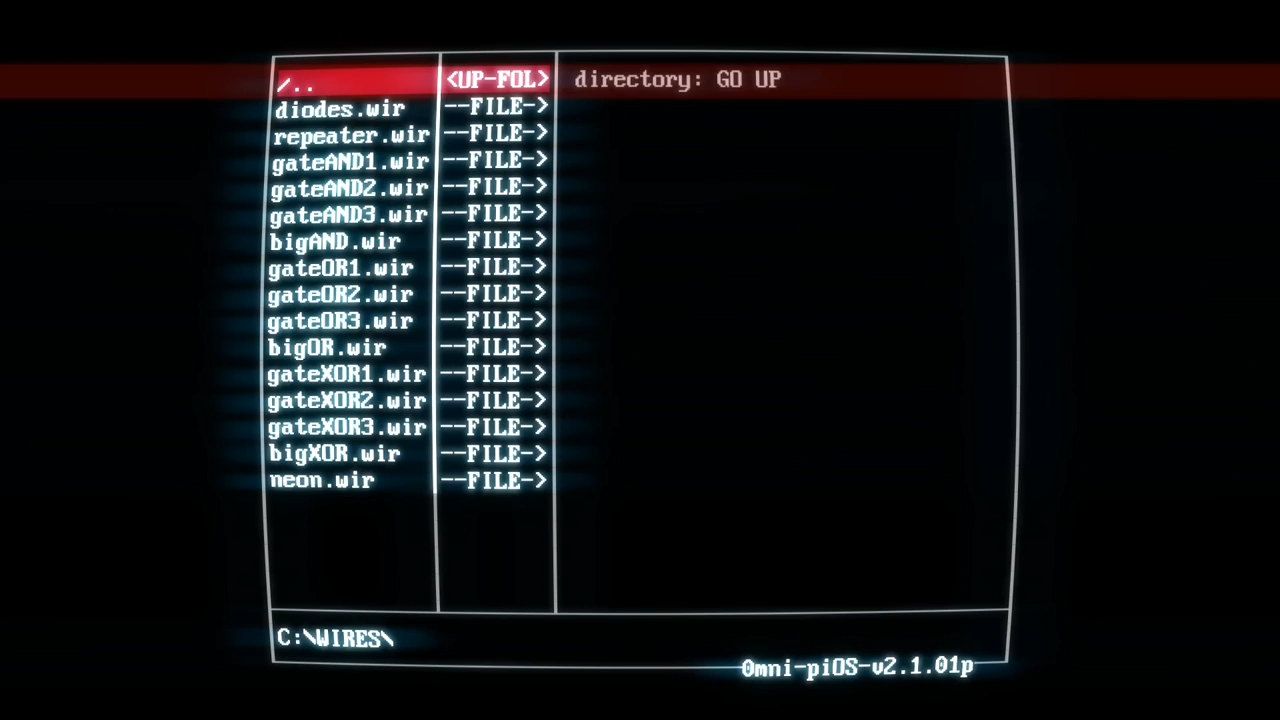 /.. <UP-FOL> directory: GO UP
diodes.wir --FILE->
repeater.wir --FILE->
gateAND1.wir --FILE->
gateAND2.wir --FILE->
gateAND3.wir --FILE->
bigAND.wir --FILE->
gateOR1.wir --FILE->
gateOR2.wir --FILE->
gateOR3.wir --FILE->
bigOR.wir --FILE->
gateXOR1.wir --FILE->
gateXOR2.wir --FILE->
gateXOR3.wir --FILE->
bigXOR.wir --FILE->
neon.wir --FILE->
C:\WIRES\
0mni-piOS-v2.1.01p